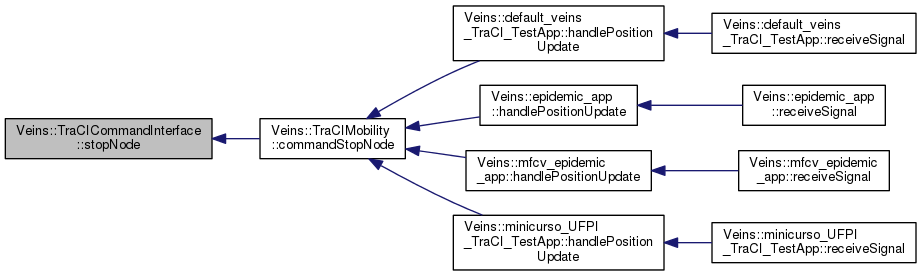 Veins::TraCICommandInterface
::stopNode
Veins::TraCIMobility
::commandStopNode
Veins::default_veins
_TraCI_TestApp::handlePosition
Update
Veins::default_veins
_TraCI_TestApp::receiveSignal
Veins::epidemic_app
::handlePositionUpdate
Veins::epidemic_app
::receiveSignal
Veins::mfcv_epidemic
_app::handlePositionUpdate
Veins::mfcv_epidemic
_app::receiveSignal
Veins::minicurso_UFPI
_TraCI_TestApp::handlePosition
Update
Veins::minicurso_UFPI
_TraCI_TestApp::receiveSignal